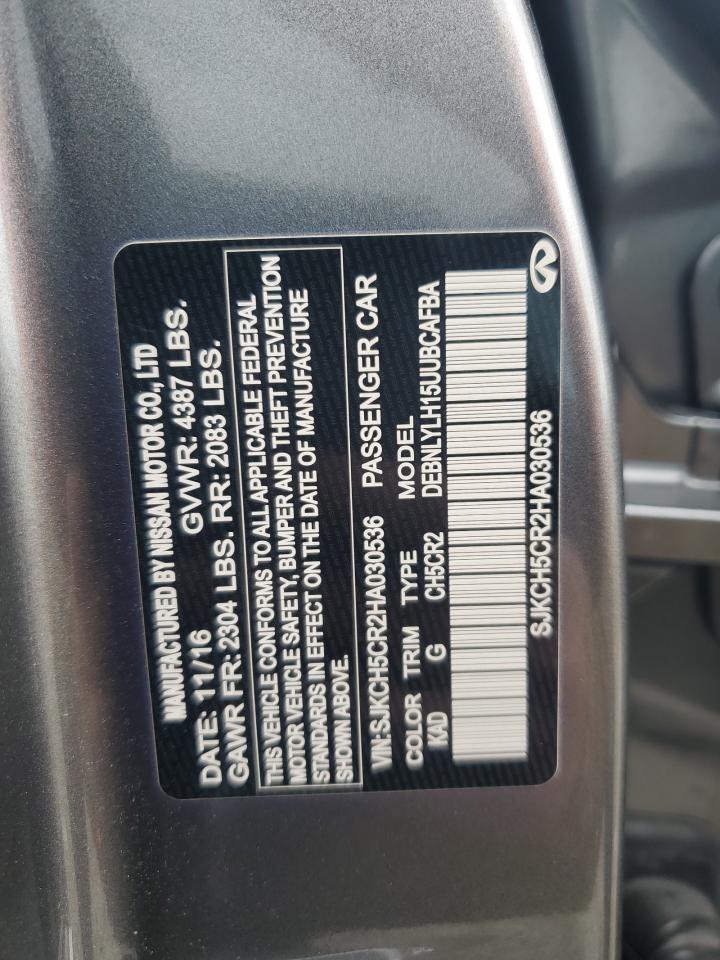 MANUFACTURED BY NISSAN MOTOR CO., LTD
DATE: 11/16 GVWR: 4387 LBS.
GAWR FR: 2304 LBS. RR: 2083 LBS.
THIS VEHICLE CONFORMS TO ALL APPLICABLE FEDERAL
MOTOR VEHICLE SAFETY, BUMPER AND THEFT PREVENTION
STANDARDS IN EFFECT ON THE DATE OF MANUFACTURE
SHOWN ABOVE.
VIN:SJKCH5CR2HA030536 PASSENGER CAR
COLOR TRIM TYPE MODEL
KAD G CH5CR2 DEBNLYLH15UUBCAFBA
SJKCH5CR2HA030536